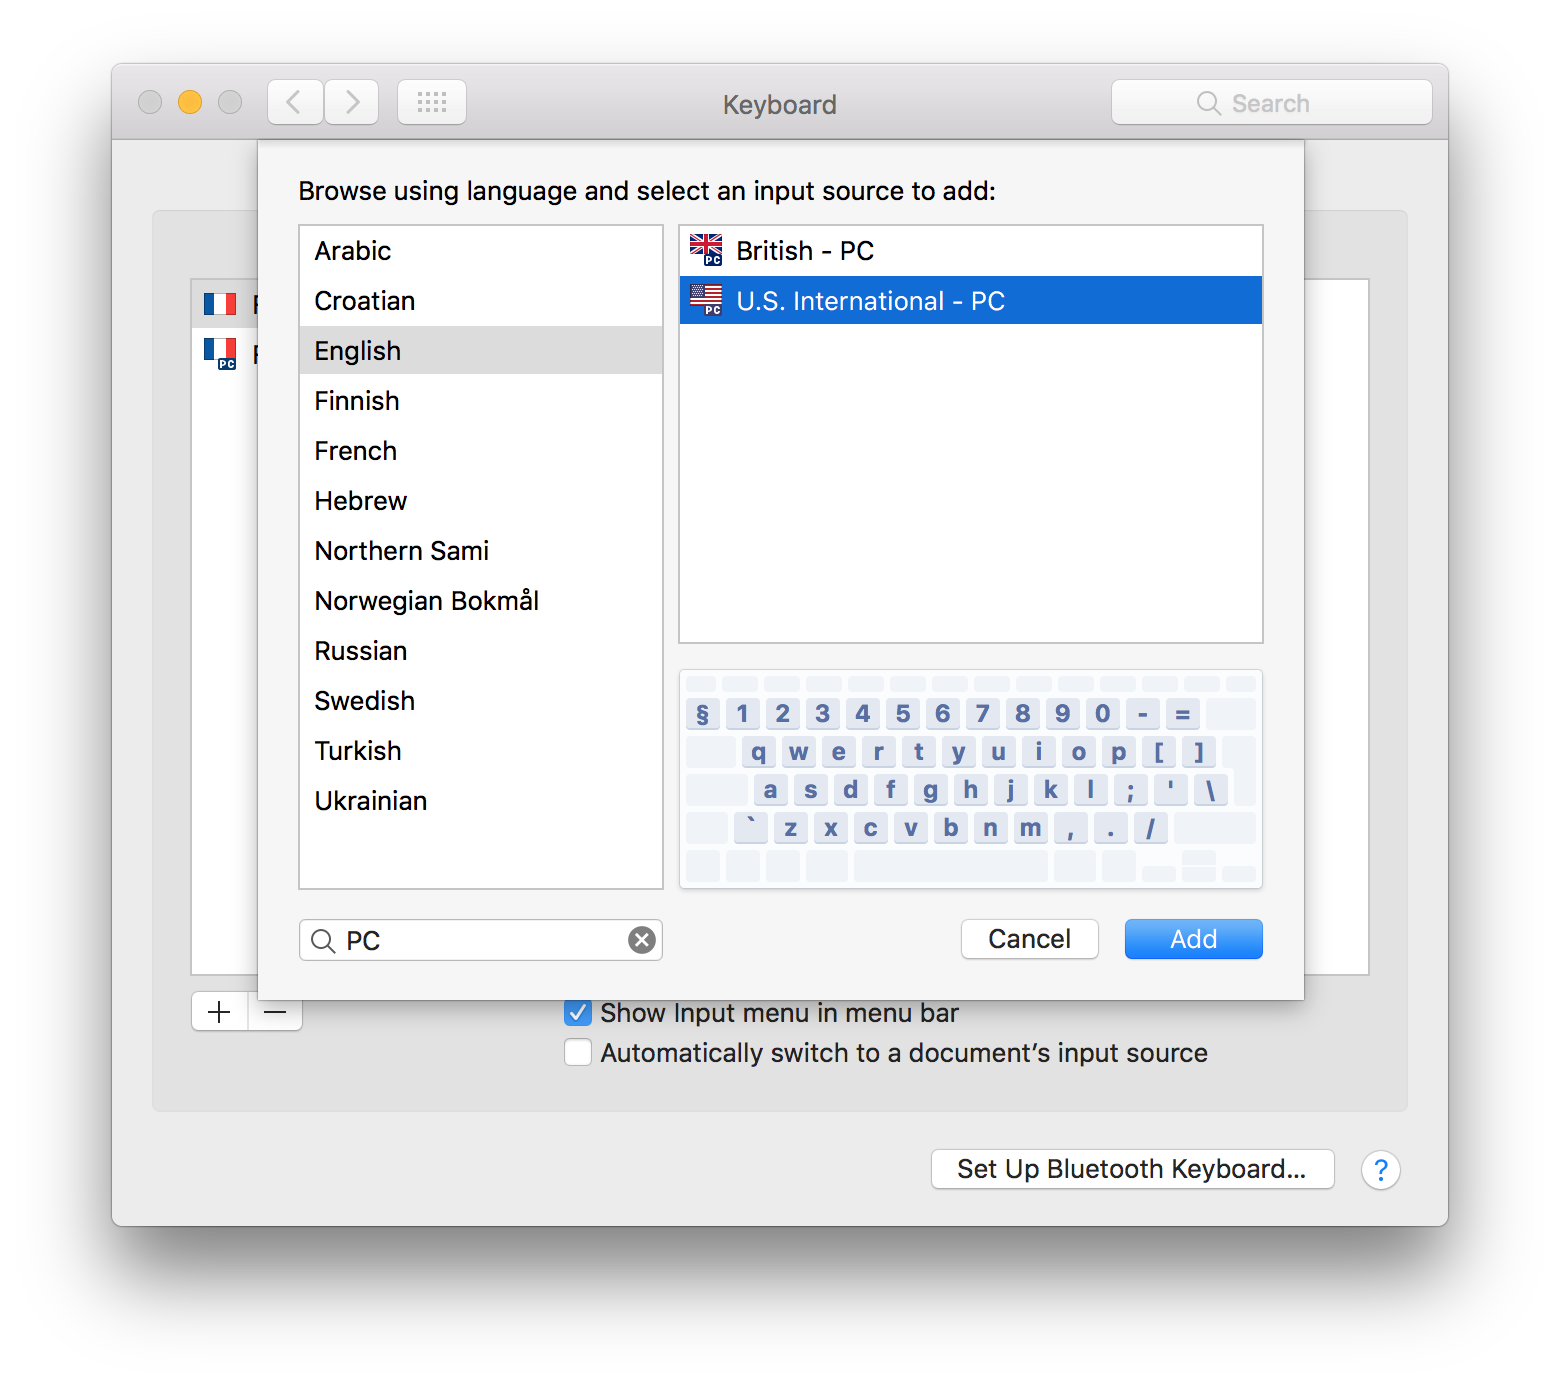 Keyboard
Search
Browse using language and select an input source to add:
Arabic
Croatian
English
Finnish
French
Hebrew
Northern Sami
Norwegian Bokmål
Russian
Swedish
Turkish
Ukrainian
PC
British - PC
PC
U.S. International - PC
PC
§ 1 2 3 4 5 6 7 8 9 0 - =
q w e r t y u i o p [ ]
a s d f g h j k l ; ' \
` z x c v b n m , . /
PC
Cancel
Add
+ −
Show Input menu in menu bar
Automatically switch to a document’s input source
Set Up Bluetooth Keyboard...
?